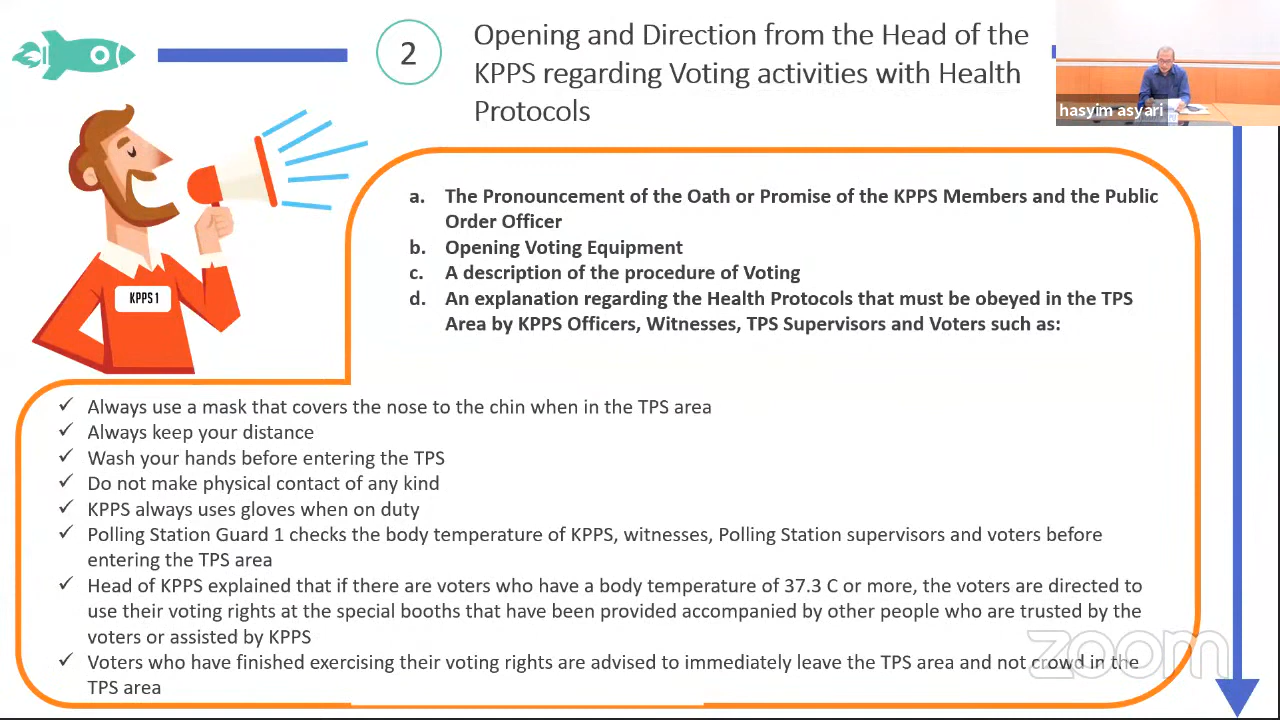 2
Opening and Direction from the Head of the
KPPS regarding Voting activities with Health
Protocols
hasyim asyari
KPPS 1
a. The Pronouncement of the Oath or Promise of the KPPS Members and the Public
Order Officer
b. Opening Voting Equipment
c. A description of the procedure of Voting
d. An explanation regarding the Health Protocols that must be obeyed in the TPS
Area by KPPS Officers, Witnesses, TPS Supervisors and Voters such as:
✓ Always use a mask that covers the nose to the chin when in the TPS area
✓ Always keep your distance
✓ Wash your hands before entering the TPS
✓ Do not make physical contact of any kind
✓ KPPS always uses gloves when on duty
✓ Polling Station Guard 1 checks the body temperature of KPPS, witnesses, Polling Station supervisors and voters before
entering the TPS area
✓ Head of KPPS explained that if there are voters who have a body temperature of 37.3 C or more, the voters are directed to
use their voting rights at the special booths that have been provided accompanied by other people who are trusted by the
voters or assisted by KPPS
✓ Voters who have finished exercising their voting rights are advised to immediately leave the TPS area and not crowd in the
TPS area
zoom